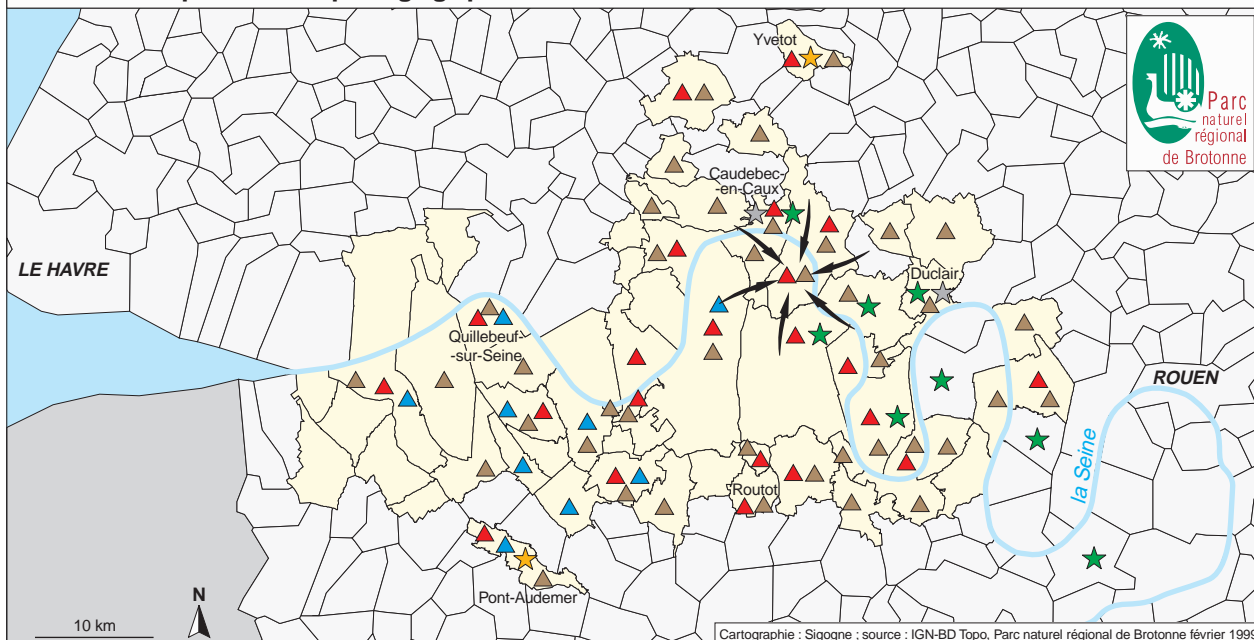 Yvetot
Parc
naturel
régional
de Brotonne
Caudebec-
-en-Caux
LE HAVRE
Duclair
Quillebeuf-
-sur-Seine
ROUEN
la Seine
Routot
Pont-Audemer
N
10 km
Cartographie : Sigogne ; source : IGN-BD Topo, Parc naturel régional de Brotonne février 1999